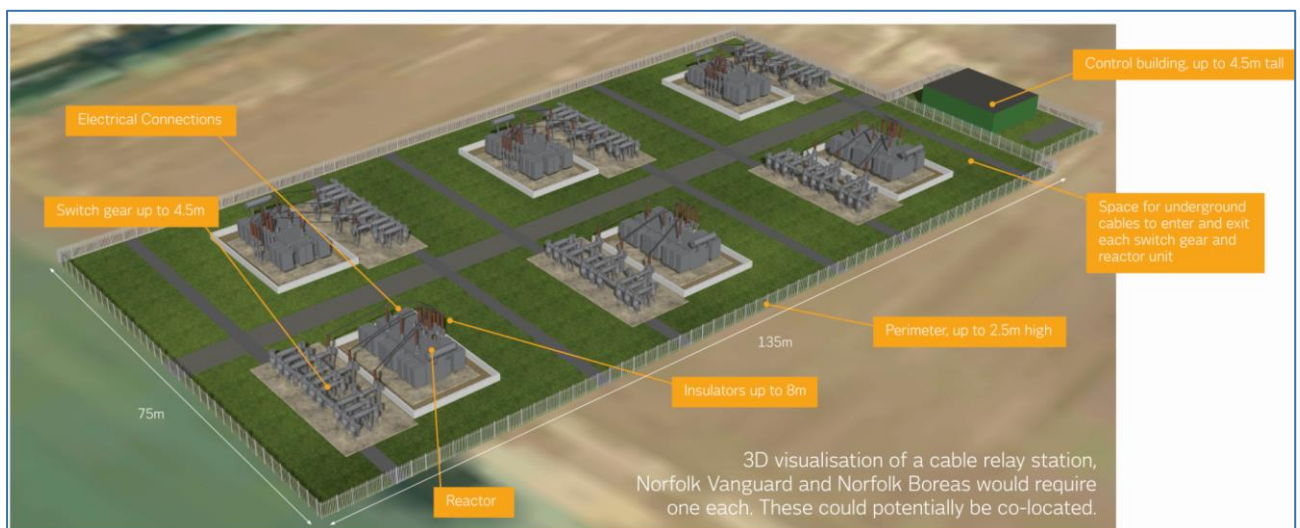 Control building, up to 4.5m tall
Electrical Connections
Switch gear up to 4.5m
Space for underground
cables to enter and exit
each switch gear and
reactor unit
Perimeter, up to 2.5m high
135m
Insulators up to 8m
75m
3D visualisation of a cable relay station,
Norfolk Vanguard and Norfolk Boreas would require
one each. These could potentially be co-located.
Reactor